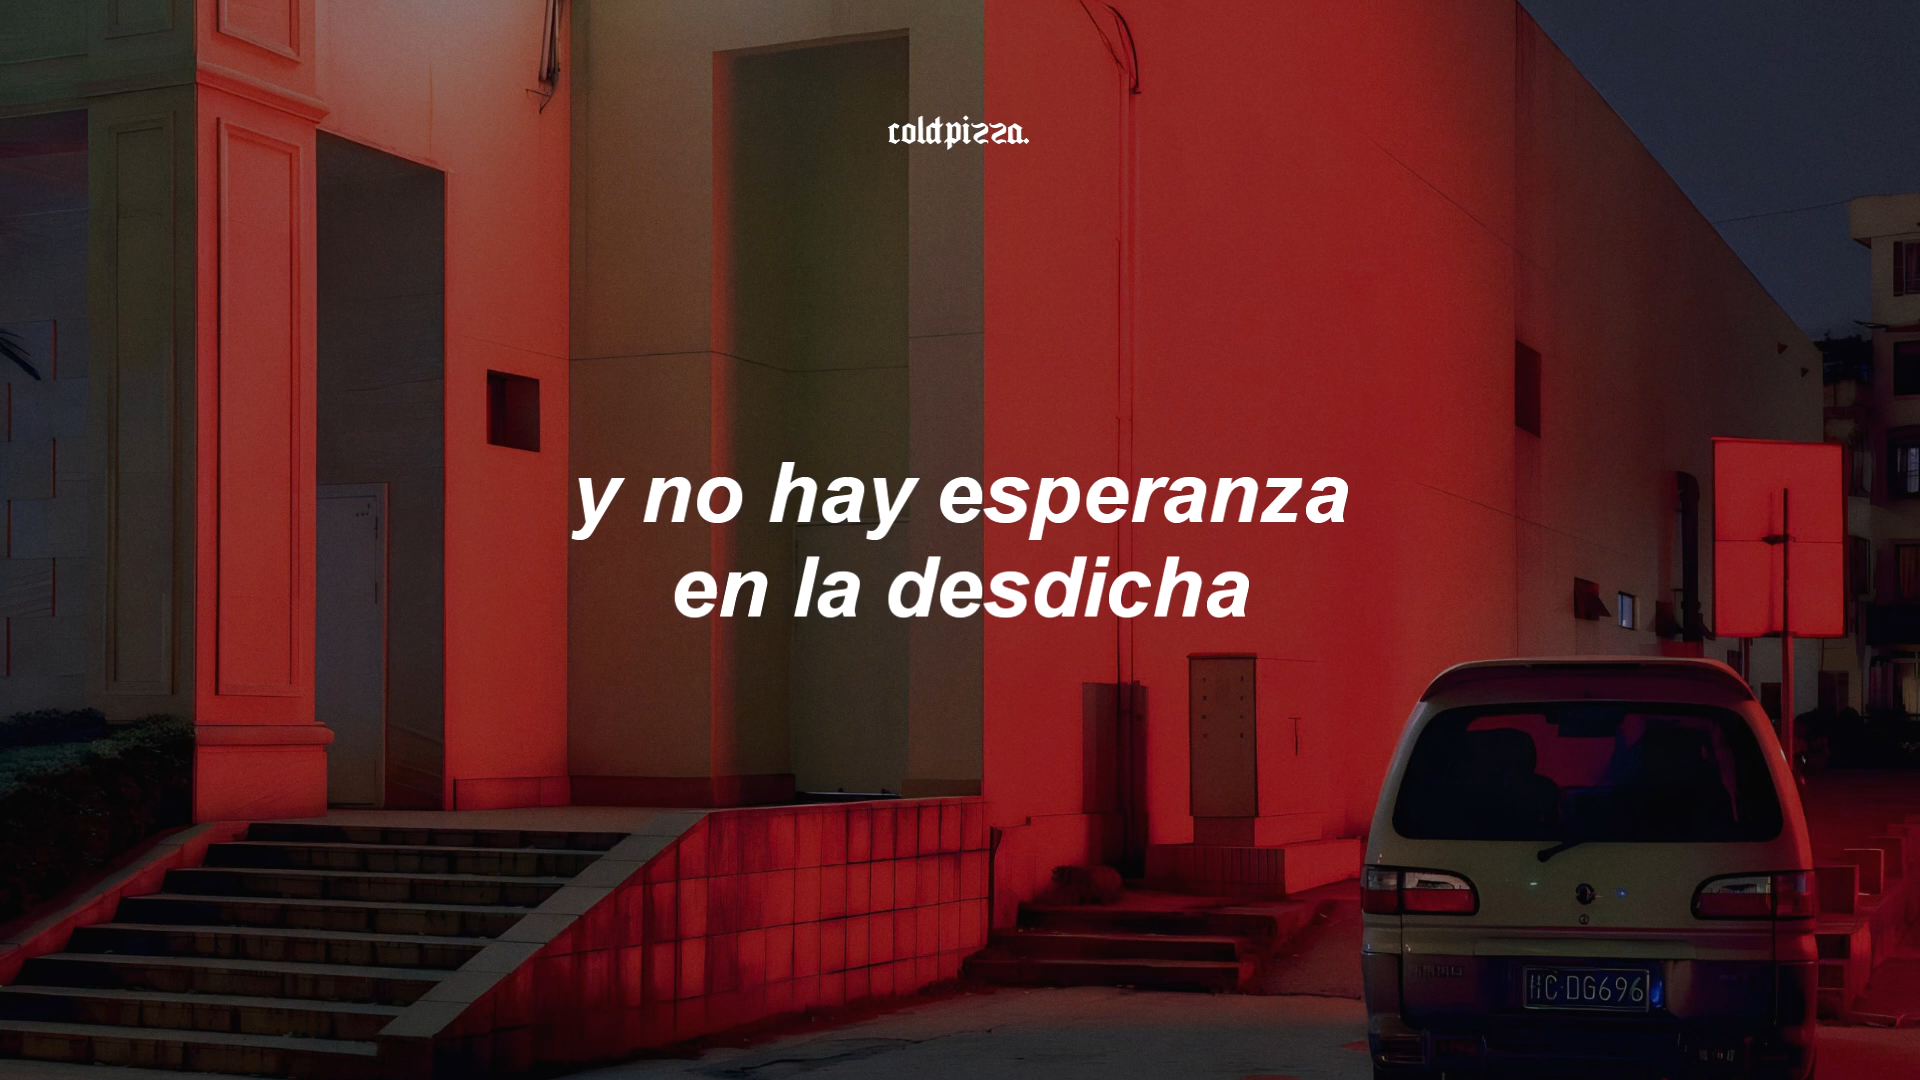 coldpizza.
y no hay esperanza
en la desdicha
DG696